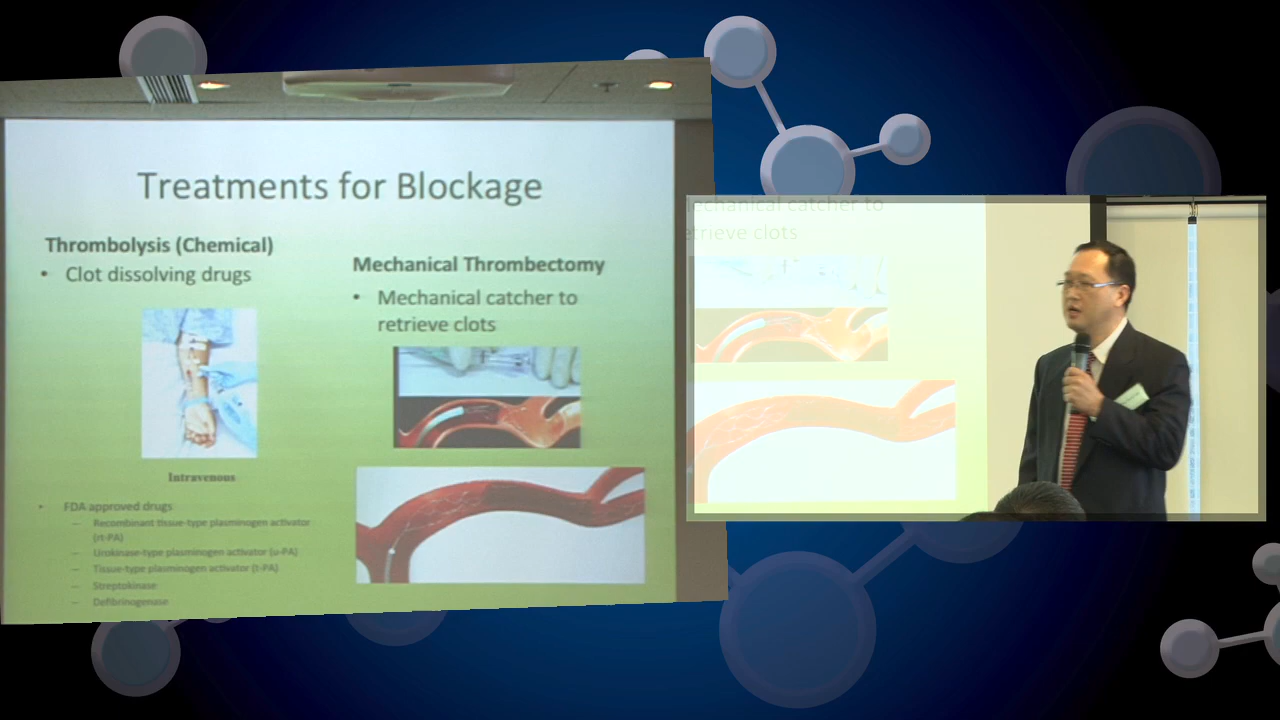 Treatments for Blockage
Thrombolysis (Chemical)
• Clot dissolving drugs
Intravenous
• FDA approved drugs
– Recombinant tissue-type plasminogen activator
(rt-PA)
– Urokinase-type plasminogen activator (u-PA)
– Tissue-type plasminogen activator (t-PA)
– Streptokinase
– Defibrinogenase
Mechanical Thrombectomy
• Mechanical catcher to
retrieve clots
echanical catcher to
etrieve clots